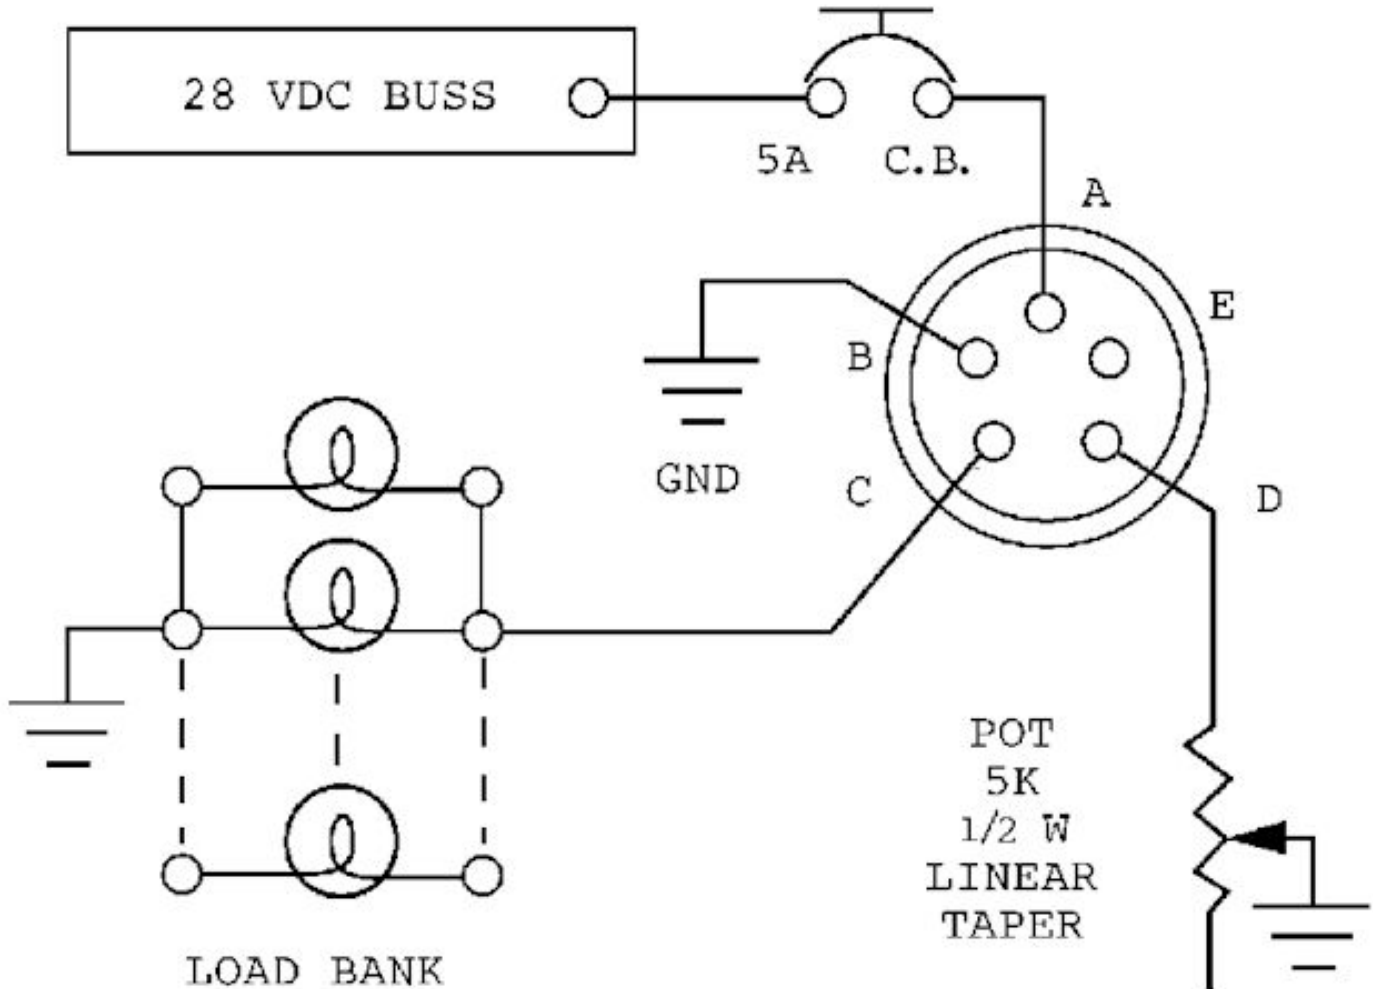 28 VDC BUSS
5A C.B.
A
E
B
GND
C
D
POT
5K
1/2 W
LINEAR
TAPER
LOAD BANK